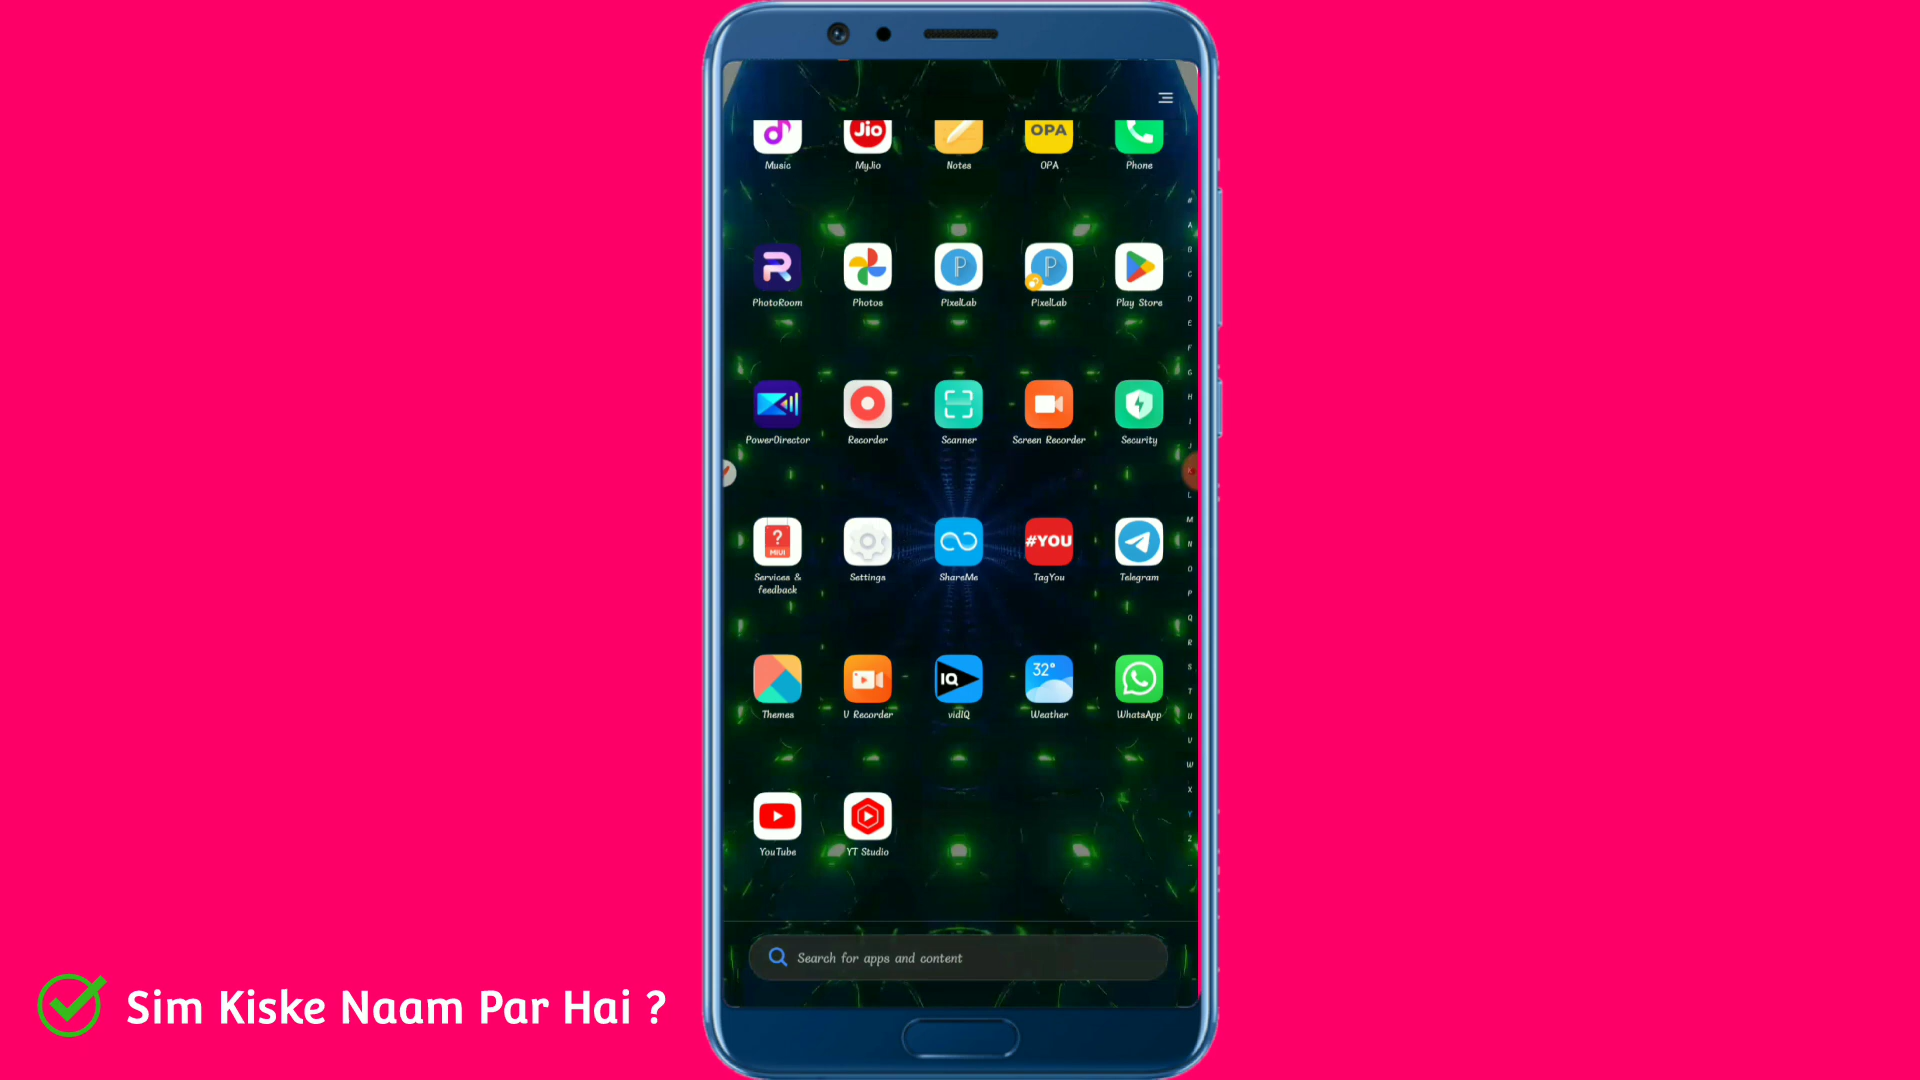 Jio
OPA
Music
MyJio
Notes
OPA
Phone
PhotoRoom
Photos
PixelLab
PixelLab
Play Store
PowerDirector
Recorder
Scanner
Screen Recorder
Security
?
MIUI
#YOU
Services &
feedback
Settings
ShareMe
TagYou
Telegram
IQ
32°
Themes
V Recorder
vidIQ
Weather
WhatsApp
YouTube
YT Studio
Search for apps and content
#
A
B
C
D
E
F
G
H
I
J
L
M
N
O
P
Q
R
S
T
U
V
W
X
Y
Z
Sim Kiske Naam Par Hai ?